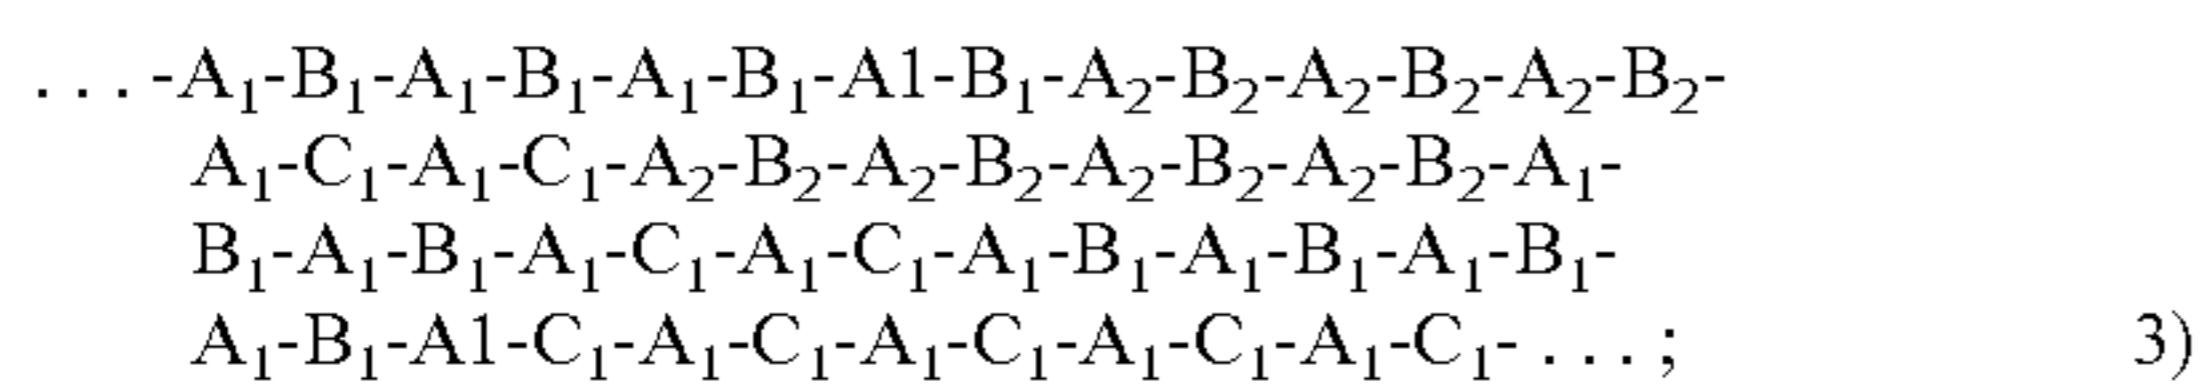 . . . -A₁-B₁-A₁-B₁-A₁-B₁-A1-B₁-A₂-B₂-A₂-B₂-A₂-B₂-
A₁-C₁-A₁-C₁-A₂-B₂-A₂-B₂-A₂-B₂-A₂-B₂-A₁-
B₁-A₁-B₁-A₁-C₁-A₁-C₁-A₁-B₁-A₁-B₁-A₁-B₁-
A₁-B₁-A1-C₁-A₁-C₁-A₁-C₁-A₁-C₁-A₁-C₁- . . . ; 3)